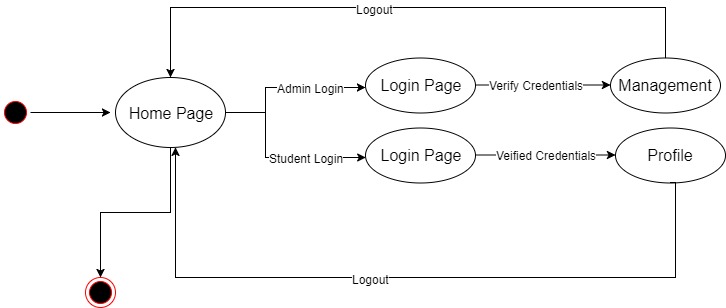 Logout
Admin Login
Login Page
Verify Credentials
Management
Home Page
Student Login
Login Page
Veified Credentials
Profile
Logout